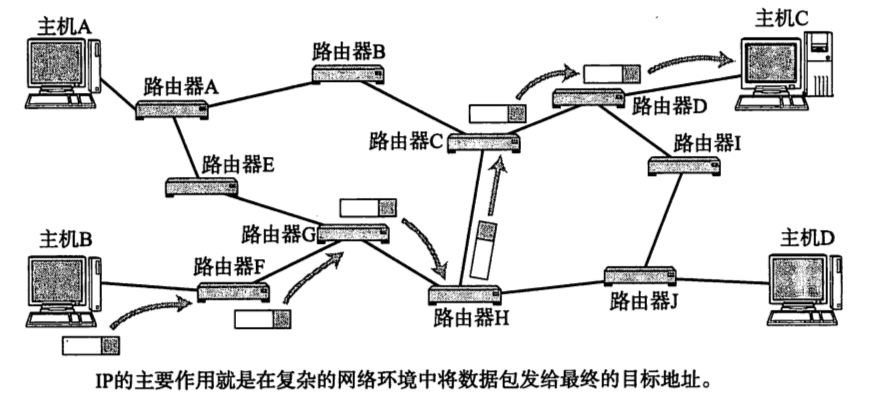 主机A
主机C
路由器B
路由器A
路由器D
路由器C
路由器I
路由器E
路由器G
主机B
主机D
路由器F
路由器J
路由器H
IP的主要作用就是在复杂的网络环境中将数据包发给最终的目标地址。